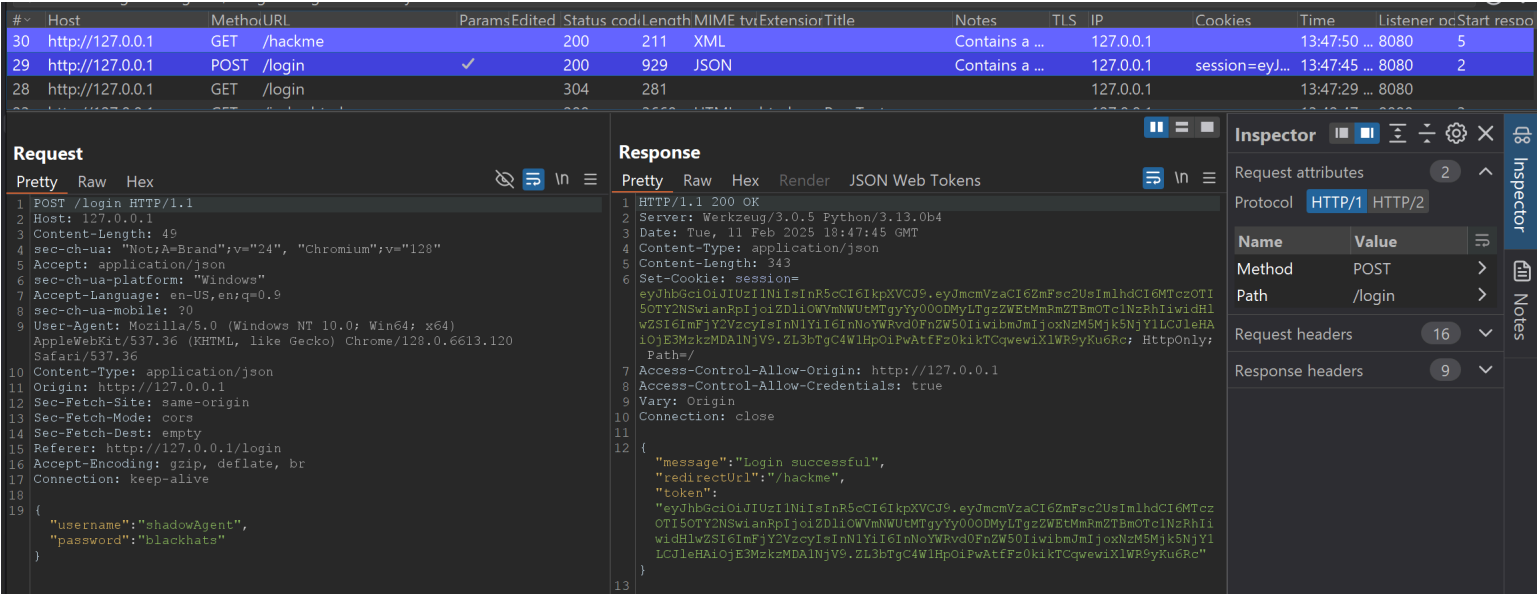 #
Host
Method
URL
Params
Edited
Status code
Length
MIME type
Extension
Title
Notes
TLS
IP
Cookies
Time
Listener po
Start respo
30 http://127.0.0.1 GET /hackme 200 211 XML Contains a ... 127.0.0.1 13:47:50 ... 8080 5
29 http://127.0.0.1 POST /login ✓ 200 929 JSON Contains a ... 127.0.0.1 session=eyJ... 13:47:45 ... 8080 2
28 http://127.0.0.1 GET /login 304 281 127.0.0.1 13:47:29 ... 8080
Request
Pretty Raw Hex
\n
1 POST /login HTTP/1.1
2 Host: 127.0.0.1
3 Content-Length: 49
4 sec-ch-ua: "Not;A=Brand";v="24", "Chromium";v="128"
5 Accept: application/json
6 sec-ch-ua-platform: "Windows"
7 Accept-Language: en-US,en;q=0.9
8 sec-ch-ua-mobile: ?0
9 User-Agent: Mozilla/5.0 (Windows NT 10.0; Win64; x64)
AppleWebKit/537.36 (KHTML, like Gecko) Chrome/128.0.6613.120
Safari/537.36
10 Content-Type: application/json
11 Origin: http://127.0.0.1
12 Sec-Fetch-Site: same-origin
13 Sec-Fetch-Mode: cors
14 Sec-Fetch-Dest: empty
15 Referer: http://127.0.0.1/login
16 Accept-Encoding: gzip, deflate, br
17 Connection: keep-alive
18
19 {
"username":"shadowAgent",
"password":"blackhats"
}
Response
Pretty Raw Hex Render JSON Web Tokens
\n
1 HTTP/1.1 200 OK
2 Server: Werkzeug/3.0.5 Python/3.13.0b4
3 Date: Tue, 11 Feb 2025 18:47:45 GMT
4 Content-Type: application/json
5 Content-Length: 343
6 Set-Cookie: session=
eyJhbGciOiJIUzI1NiIsInR5cCI6IkpXVCJ9.eyJmcmVzaCI6ZmFsc2UsImlhdCI6MTczOTI
5OTY2NSwianRpIjoiZDliOWVmNWUtMTgyYy00ODMyLTgzZWEtMmRmZTBmOTc1NzRhIiwidHl
wZSI6ImFjY2VzcyIsInN1YiI6InNoYWRvd0FnZW50IiwibmJmIjoxNzM5Mjk5NjY1LCJleHA
iOjE3MzkzMDA1NjV9.ZL3bTgC4W1HpOiPwAtfFz0kikTCqwewiXlWR9yKu6Rc; HttpOnly;
Path=/
7 Access-Control-Allow-Origin: http://127.0.0.1
8 Access-Control-Allow-Credentials: true
9 Vary: Origin
10 Connection: close
11
12 {
"message":"Login successful",
"redirectUrl":"/hackme",
"token":
"eyJhbGciOiJIUzI1NiIsInR5cCI6IkpXVCJ9.eyJmcmVzaCI6ZmFsc2UsImlhdCI6MTcz
OTI5OTY2NSwianRpIjoiZDliOWVmNWUtMTgyYy00ODMyLTgzZWEtMmRmZTBmOTc1NzRhIi
widHlwZSI6ImFjY2VzcyIsInN1YiI6InNoYWRvd0FnZW50IiwibmJmIjoxNzM5Mjk5NjY1
LCJleHAiOjE3MzkzMDA1NjV9.ZL3bTgC4W1HpOiPwAtfFz0kikTCqwewiXlWR9yKu6Rc"
}
13
Inspector
Request attributes 2
Protocol HTTP/1 HTTP/2
Name Value
Method POST
Path /login
Request headers 16
Response headers 9
Inspector
Notes